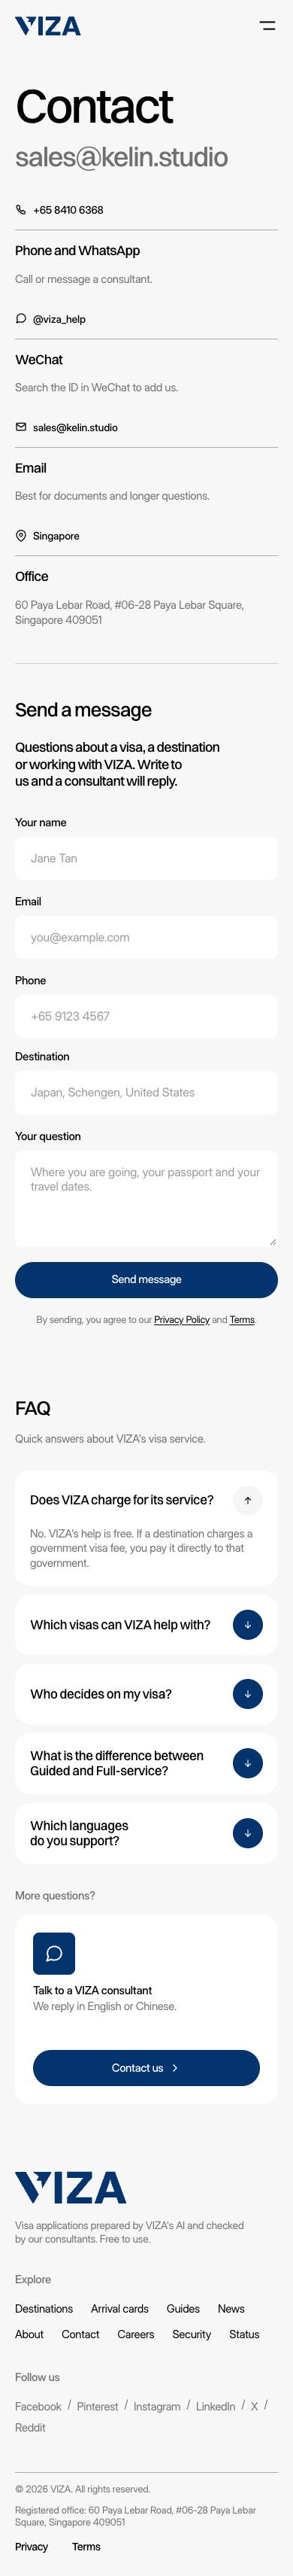 VIZA
Contact
sales@kelin.studio
+65 8410 6368
Phone and WhatsApp
Call or message a consultant.
@viza_help
WeChat
Search the ID in WeChat to add us.
sales@kelin.studio
Email
Best for documents and longer questions.
Singapore
Office
60 Paya Lebar Road, #06-28 Paya Lebar Square,
Singapore 409051
Send a message
Questions about a visa, a destination
or working with VIZA. Write to
us and a consultant will reply.
Your name
Jane Tan
Email
you@example.com
Phone
+65 9123 4567
Destination
Japan, Schengen, United States
Your question
Where you are going, your passport and your
travel dates.
Send message
By sending, you agree to our Privacy Policy and Terms.
FAQ
Quick answers about VIZA's visa service.
Does VIZA charge for its service?
No. VIZA's help is free. If a destination charges a
government visa fee, you pay it directly to that
government.
Which visas can VIZA help with?
Who decides on my visa?
What is the difference between
Guided and Full-service?
Which languages
do you support?
More questions?
Talk to a VIZA consultant
We reply in English or Chinese.
Contact us
VIZA
Visa applications prepared by VIZA's AI and checked
by our consultants. Free to use.
Explore
Destinations Arrival cards Guides News
About Contact Careers Security Status
Follow us
Facebook / Pinterest / Instagram / LinkedIn / X /
Reddit
© 2026 VIZA. All rights reserved.
Registered office: 60 Paya Lebar Road, #06-28 Paya Lebar
Square, Singapore 409051
Privacy Terms